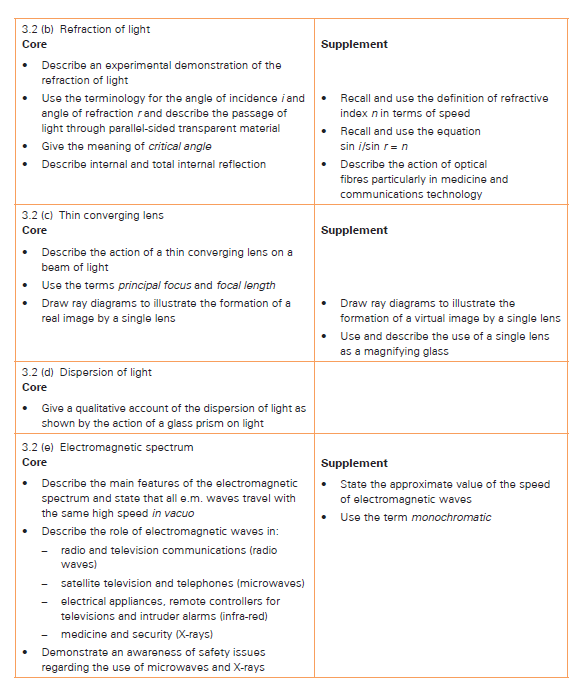 3.2 (b) Refraction of light
Core
• Describe an experimental demonstration of the
refraction of light
• Use the terminology for the angle of incidence i and
angle of refraction r and describe the passage of
light through parallel-sided transparent material
• Give the meaning of critical angle
• Describe internal and total internal reflection
Supplement
• Recall and use the definition of refractive
index n in terms of speed
• Recall and use the equation
sin i/sin r = n
• Describe the action of optical
fibres particularly in medicine and
communications technology
3.2 (c) Thin converging lens
Core
• Describe the action of a thin converging lens on a
beam of light
• Use the terms principal focus and focal length
• Draw ray diagrams to illustrate the formation of a
real image by a single lens
Supplement
• Draw ray diagrams to illustrate the
formation of a virtual image by a single lens
• Use and describe the use of a single lens
as a magnifying glass
3.2 (d) Dispersion of light
Core
• Give a qualitative account of the dispersion of light as
shown by the action of a glass prism on light
3.2 (e) Electromagnetic spectrum
Core
• Describe the main features of the electromagnetic
spectrum and state that all e.m. waves travel with
the same high speed in vacuo
• Describe the role of electromagnetic waves in:
– radio and television communications (radio
waves)
– satellite television and telephones (microwaves)
– electrical appliances, remote controllers for
televisions and intruder alarms (infra-red)
– medicine and security (X-rays)
• Demonstrate an awareness of safety issues
regarding the use of microwaves and X-rays
Supplement
• State the approximate value of the speed
of electromagnetic waves
• Use the term monochromatic